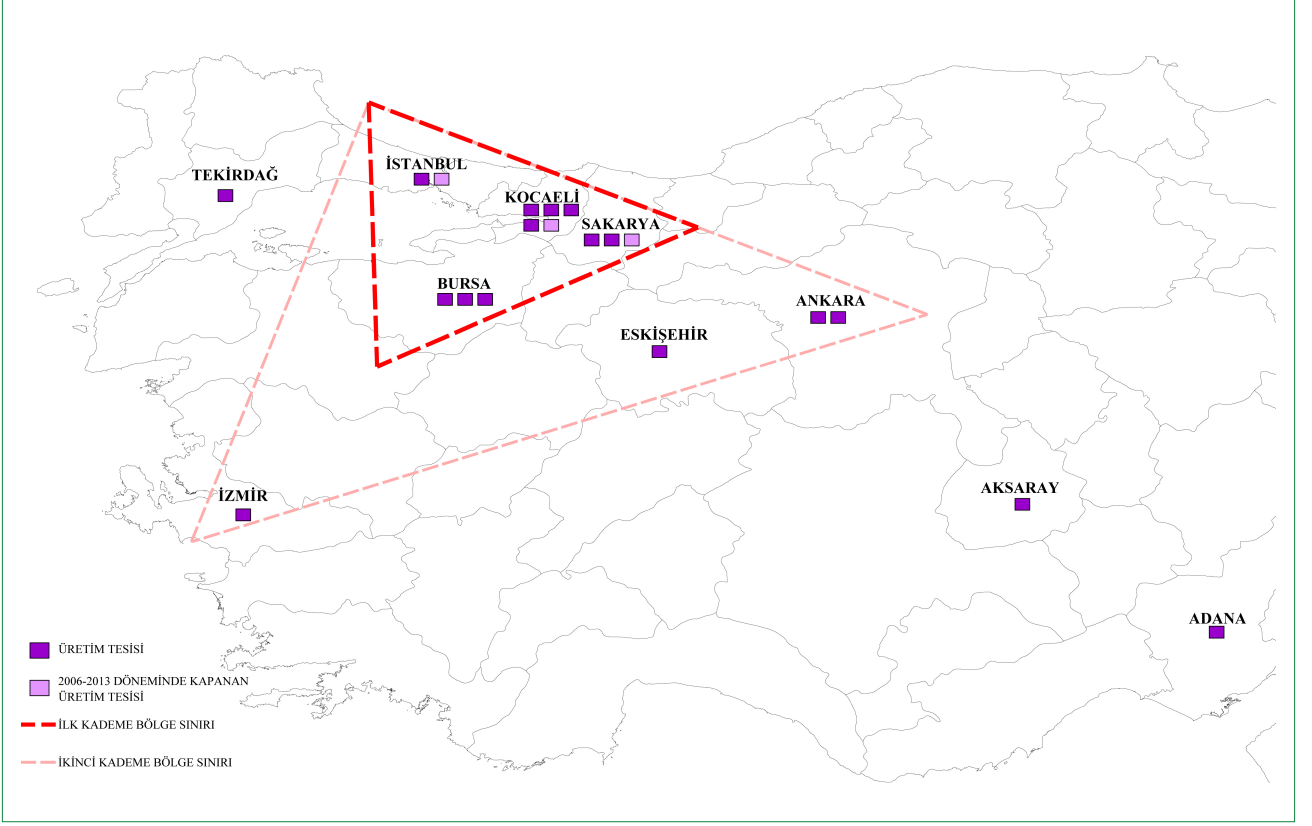 İSTANBUL
TEKİRDAĞ
KOCAELİ
SAKARYA
BURSA
ANKARA
ESKİŞEHİR
İZMİR
AKSARAY
ADANA
ÜRETİM TESİSİ
2006-2013 DÖNEMİNDE KAPANAN
ÜRETİM TESİSİ
İLK KADEME BÖLGE SINIRI
İKİNCİ KADEME BÖLGE SINIRI